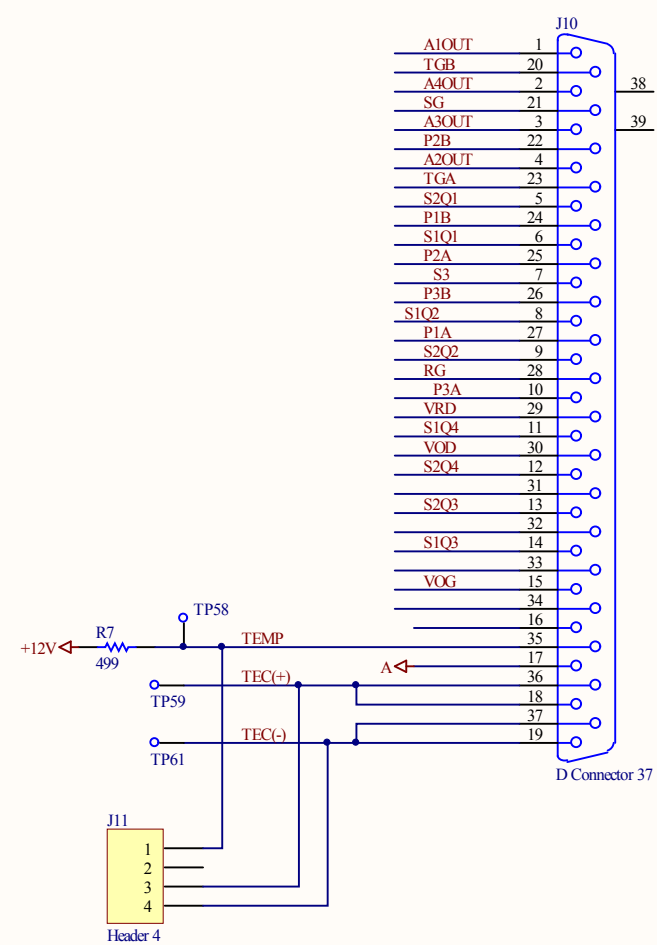 J10
A1OUT 1
TGB 20
A4OUT 2 38
SG 21
A3OUT 3 39
P2B 22
A2OUT 4
TGA 23
S2Q1 5
P1B 24
S1Q1 6
P2A 25
S3 7
P3B 26
S1Q2 8
P1A 27
S2Q2 9
RG 28
P3A 10
VRD 29
S1Q4 11
VOD 30
S2Q4 12
31
S2Q3 13
32
S1Q3 14
33
VOG 15
34
16
TP58
+12V R7 TEMP 35
499
A 17
TEC(+) 36
TP59 18
37
TEC(-) 19
TP61
D Connector 37
J11
1
2
3
4
Header 4